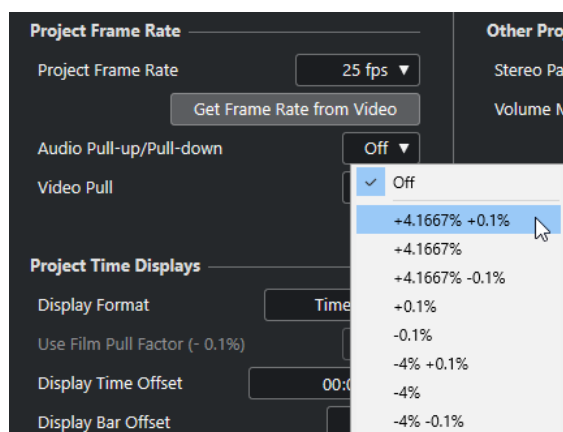 Project Frame Rate
Other Pro
Project Frame Rate
25 fps
Stereo Pa
Get Frame Rate from Video
Volume M
Audio Pull-up/Pull-down
Off
Video Pull
Off
+4.1667% +0.1%
+4.1667%
+4.1667% -0.1%
+0.1%
-0.1%
-4% +0.1%
-4%
-4% -0.1%
Project Time Displays
Display Format
Time
Use Film Pull Factor (- 0.1%)
Display Time Offset
00:0
Display Bar Offset